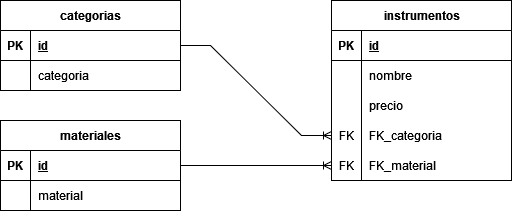 categorias
PK id
categoria
materiales
PK id
material
instrumentos
PK id
nombre
precio
FK FK_categoria
FK FK_material